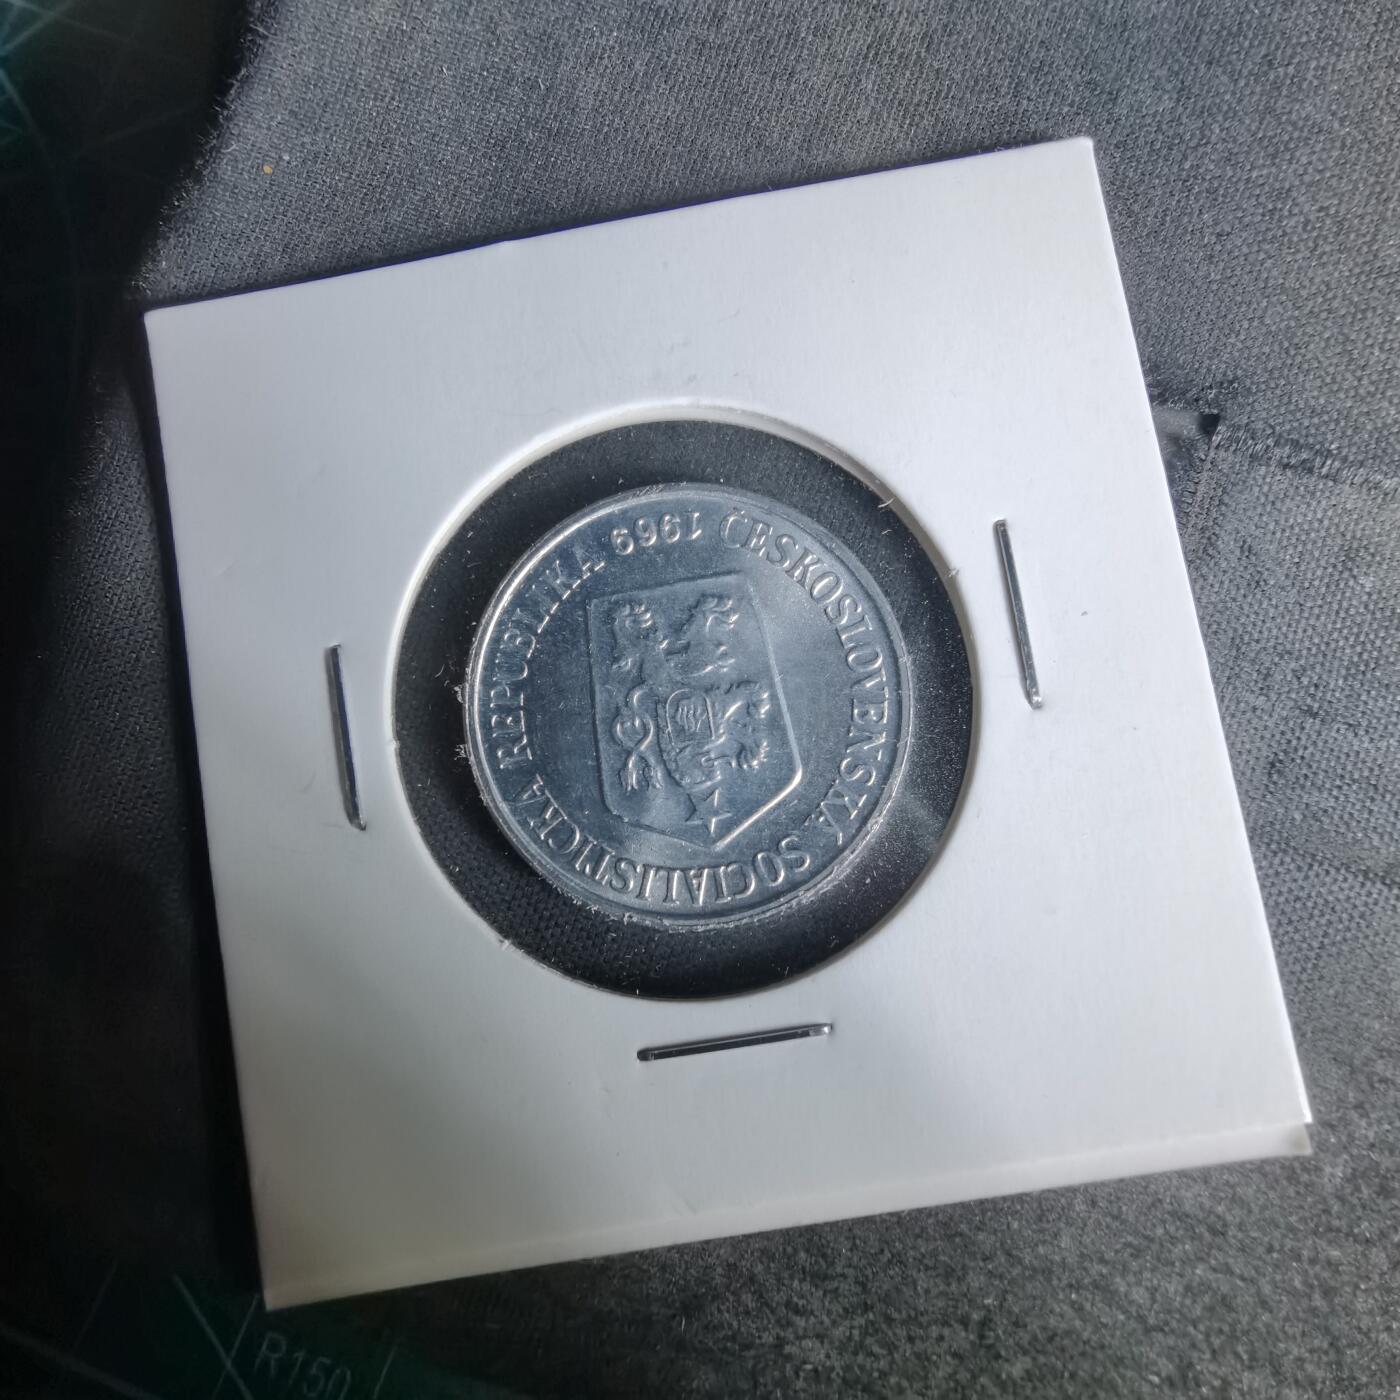 ČESKOSLOVENSKÁ SOCIALISTICKÁ REPUBLIKA
1969
R150